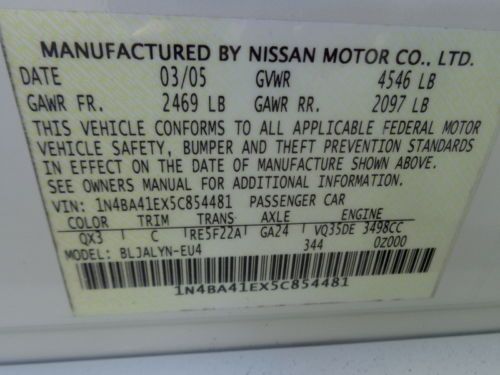 MANUFACTURED BY NISSAN MOTOR CO., LTD.
DATE 03/05 GVWR 4546 LB
GAWR FR. 2469 LB GAWR RR. 2097 LB
THIS VEHICLE CONFORMS TO ALL APPLICABLE FEDERAL MOTOR
VEHICLE SAFETY, BUMPER AND THEFT PREVENTION STANDARDS
IN EFFECT ON THE DATE OF MANUFACTURE SHOWN ABOVE.
SEE OWNERS MANUAL FOR ADDITIONAL INFORMATION.
VIN: 1N4BA41EX5C854481 PASSENGER CAR
COLOR TRIM TRANS AXLE ENGINE
QX3 C RE5F22A GA24 VQ35DE 3498CC
MODEL: BLJALYN-EU4 344 0Z000
1N4BA41EX5C854481